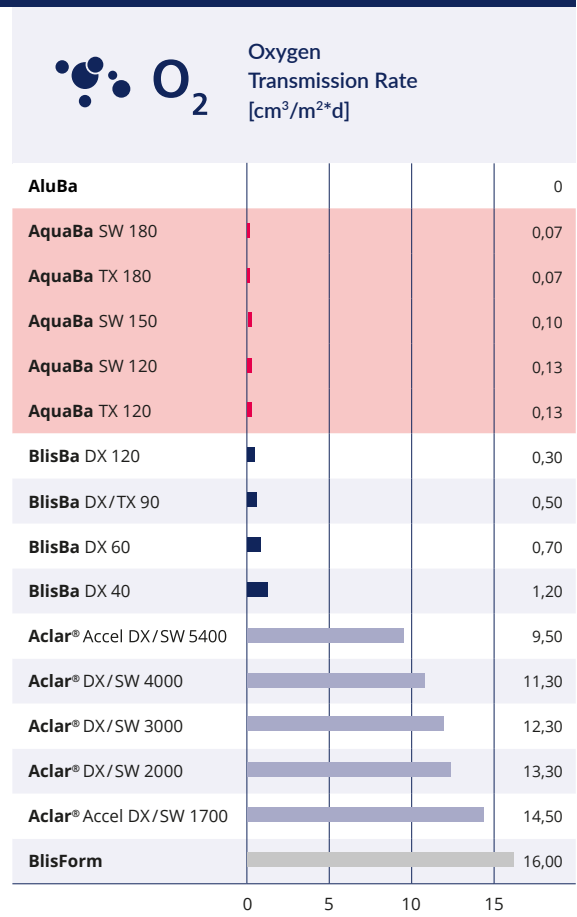 O2
Oxygen
Transmission Rate
[cm³/m²*d]
AluBa 0
AquaBa SW 180 0,07
AquaBa TX 180 0,07
AquaBa SW 150 0,10
AquaBa SW 120 0,13
AquaBa TX 120 0,13
BlisBa DX 120 0,30
BlisBa DX/TX 90 0,50
BlisBa DX 60 0,70
BlisBa DX 40 1,20
Aclar® Accel DX/SW 5400 9,50
Aclar® DX/SW 4000 11,30
Aclar® DX/SW 3000 12,30
Aclar® DX/SW 2000 13,30
Aclar® Accel DX/SW 1700 14,50
BlisForm 16,00
0 5 10 15